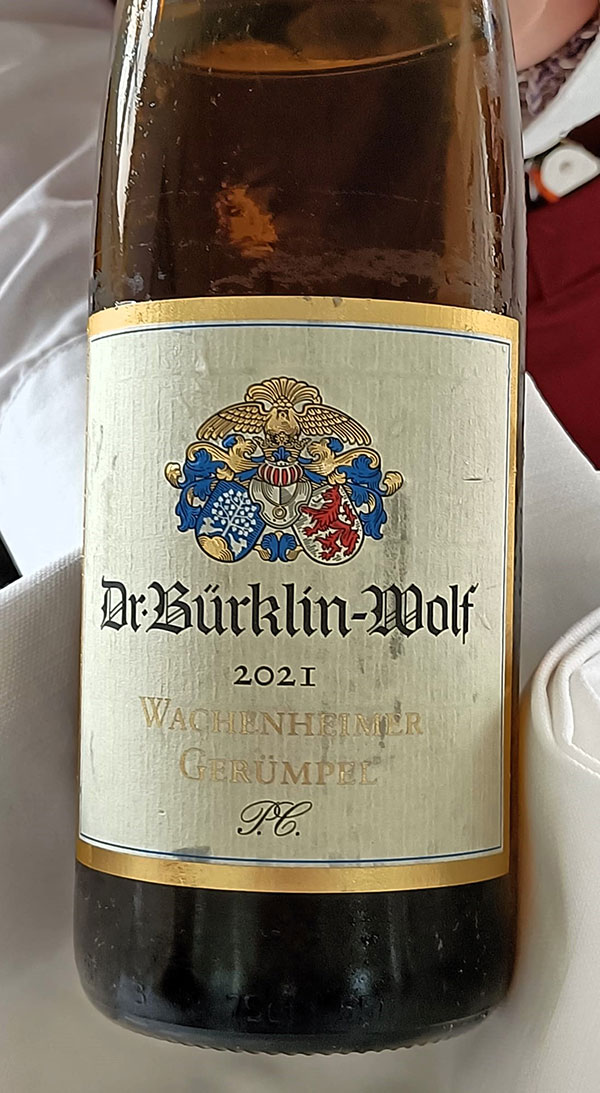 Dr. Bürklin-Wolf
2021
WACHENHEIMER
GERÜMPEL
P.C.